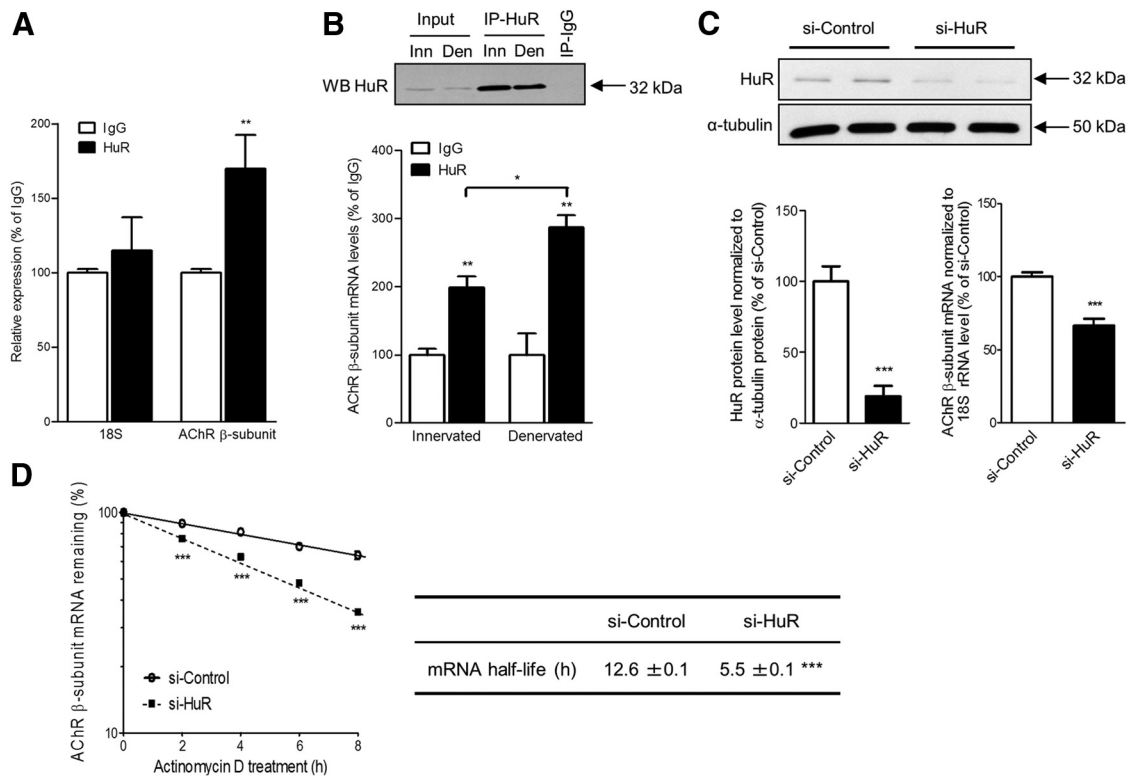 A
Relative expression (% of IgG)
200
150
100
50
0
IgG
HuR
**
18S
AChR β-subunit
B
Input
IP-HuR
IP-IgG
Inn Den Inn Den
WB HuR
32 kDa
AChR β-subunit mRNA levels (% of IgG)
400
300
200
100
0
IgG
HuR
*
**
**
Innervated
Denervated
C
si-Control
si-HuR
HuR
32 kDa
α-tubulin
50 kDa
HuR protein level normalized to
α-tubulin protein (% of si-Control)
150
100
50
0
***
si-Control
si-HuR
AChR β-subunit mRNA normalized to
18S rRNA level (% of si-Control)
150
100
50
0
***
si-Control
si-HuR
D
AChR β-subunit mRNA remaining (%)
100
10
***
***
***
***
si-Control
si-HuR
0 2 4 6 8
Actinomycin D treatment (h)
si-Control si-HuR
mRNA half-life (h) 12.6 ±0.1 5.5 ±0.1 ***